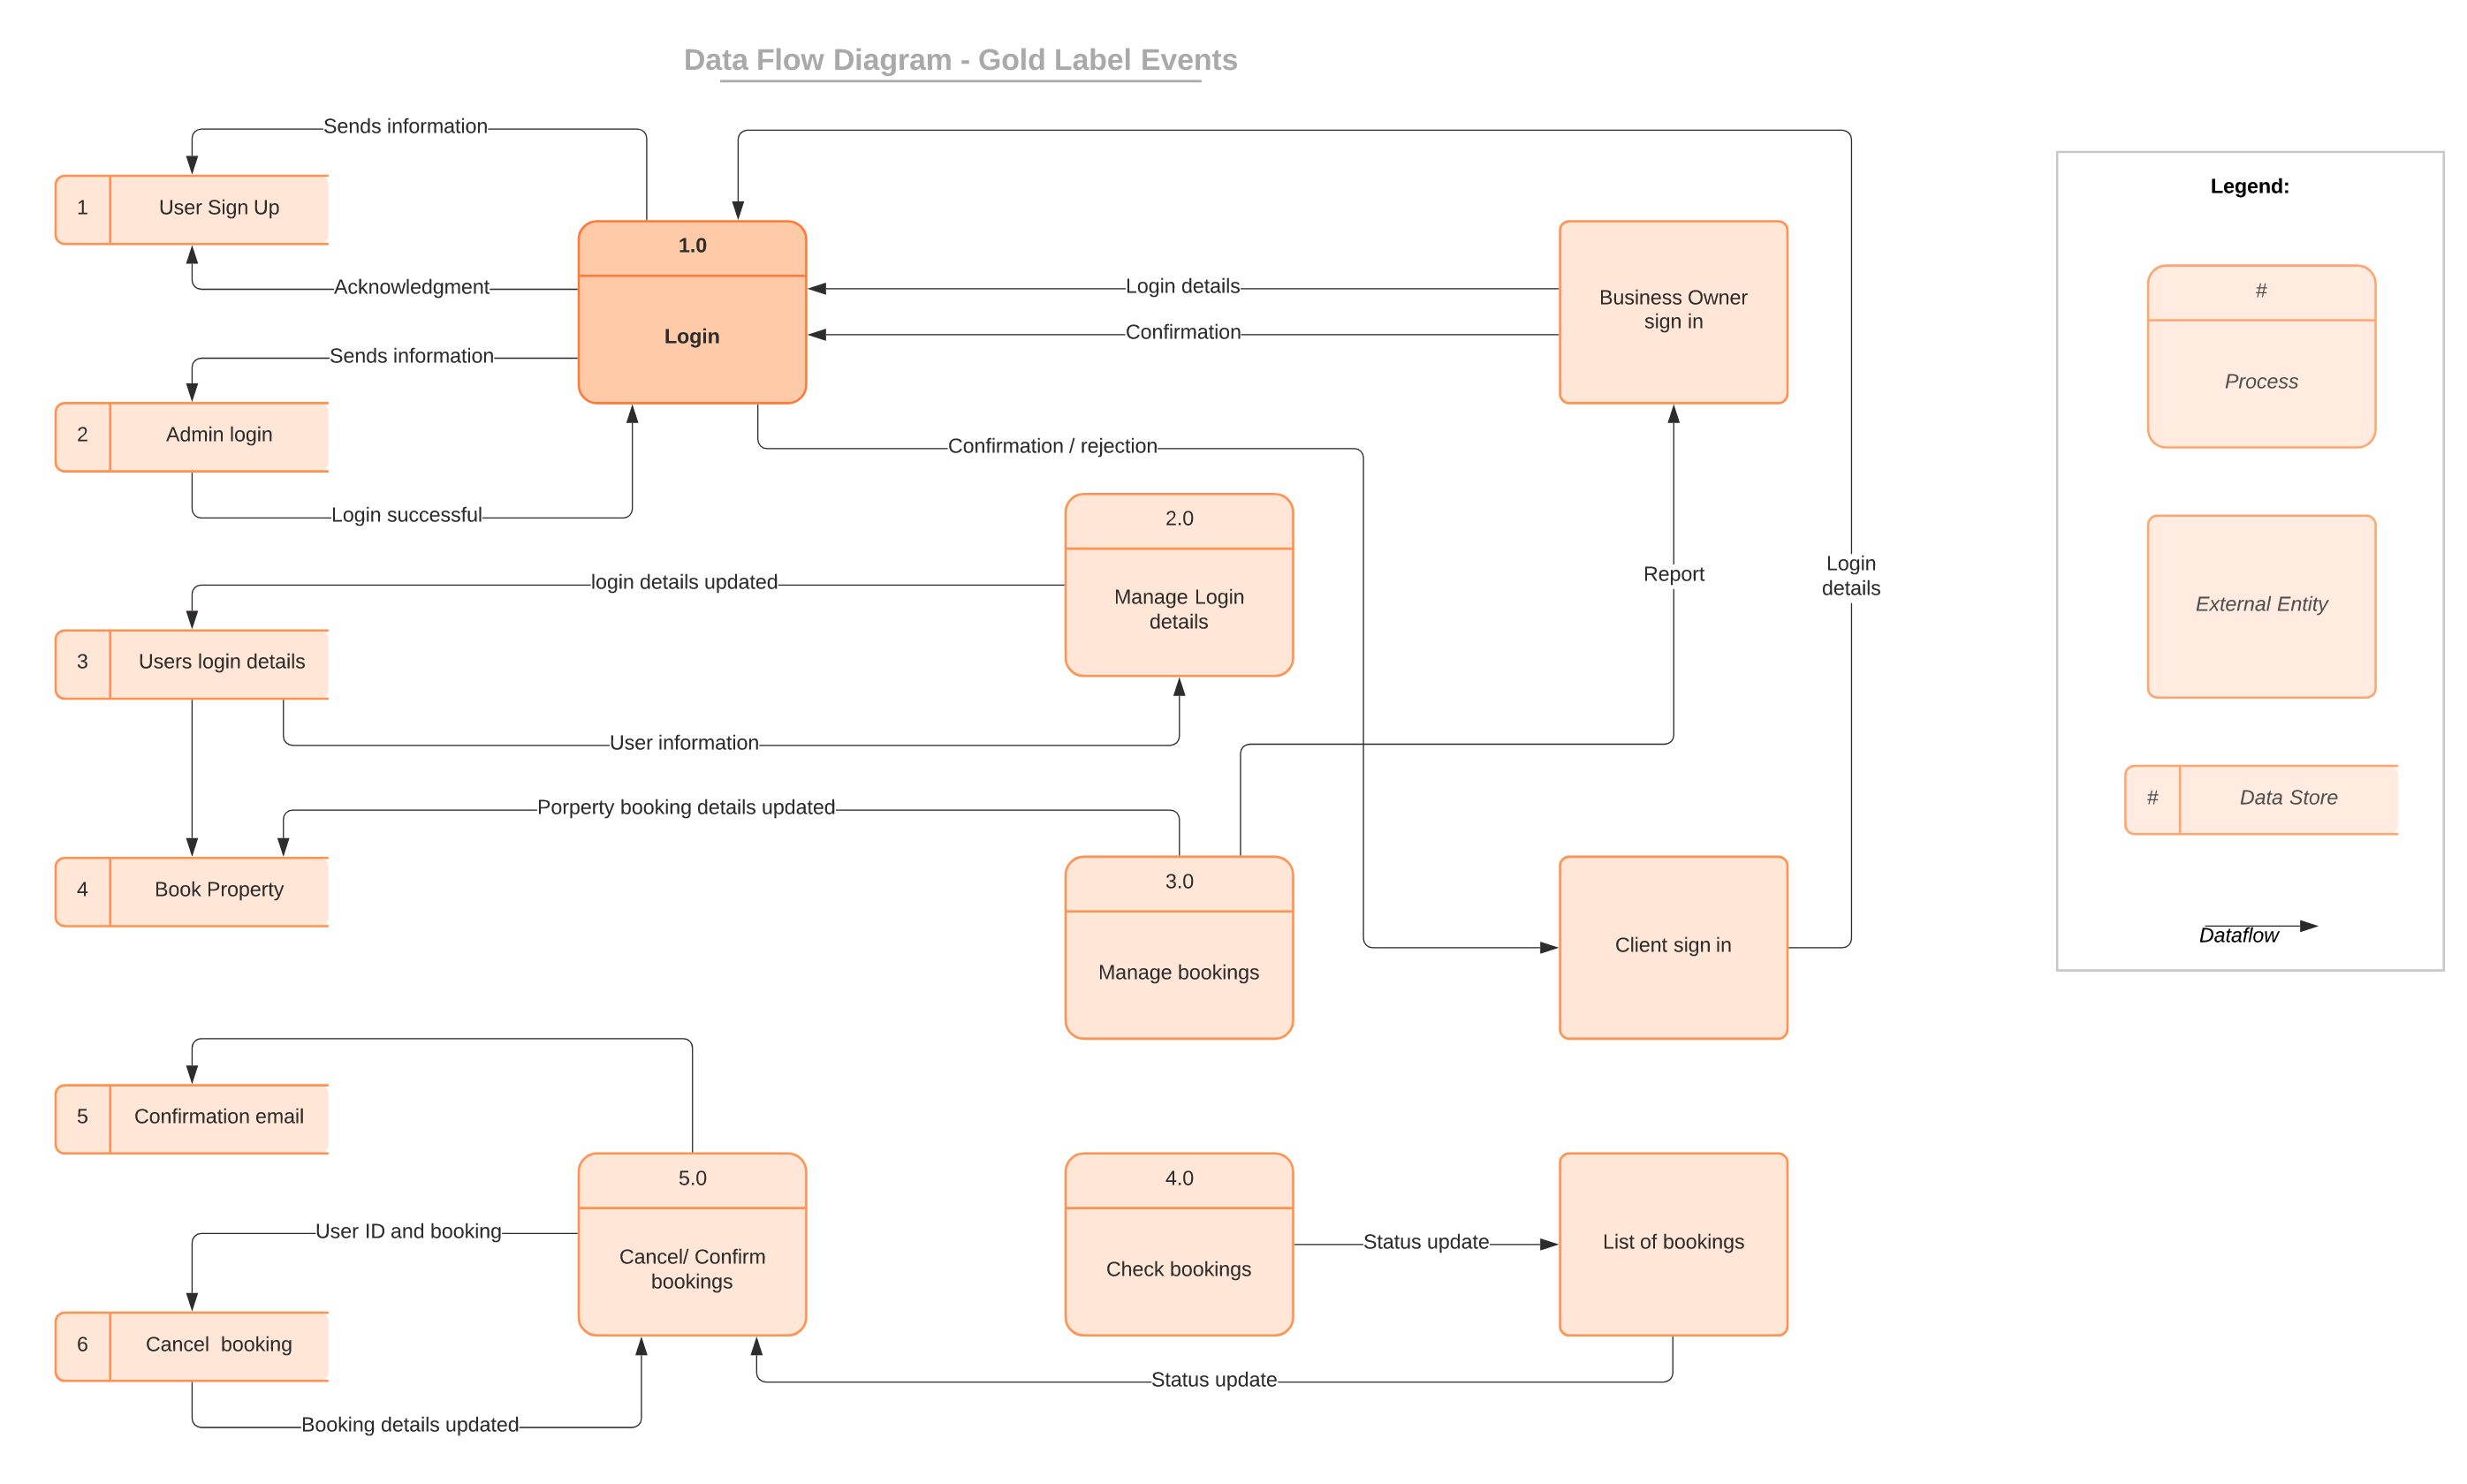 Data Flow Diagram - Gold Label Events
Sends information
1
User Sign Up
Acknowledgment
1.0
Login
Login details
Confirmation
Business Owner
sign in
Sends information
2
Admin login
Login successful
Confirmation / rejection
2.0
Manage Login
details
login details updated
Report
Login
details
3
Users login details
User information
Porperty booking details updated
4
Book Property
3.0
Manage bookings
Client sign in
5
Confirmation email
5.0
Cancel/ Confirm
bookings
4.0
Check bookings
Status update
List of bookings
User ID and booking
6
Cancel  booking
Status update
Booking details updated
Legend:
#
Process
External Entity
#
Data Store
Dataflow